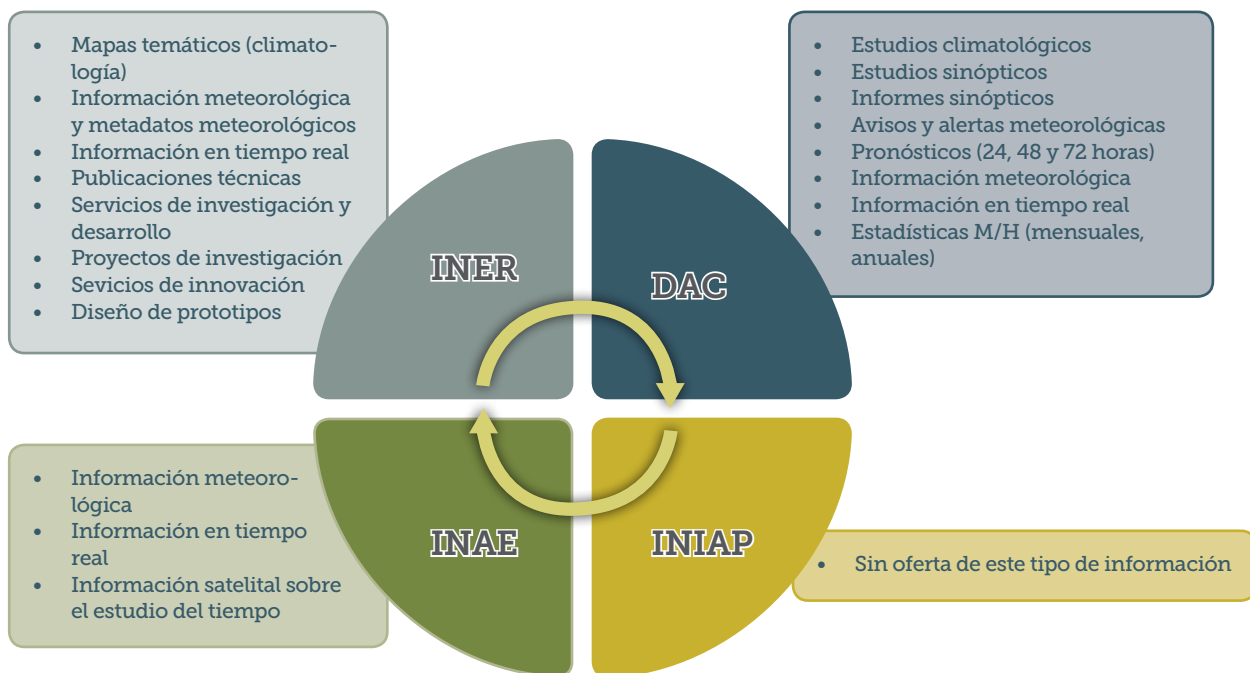 • Mapas temáticos (climato-
logía)
• Información meteorológica
y metadatos meteorológicos
• Información en tiempo real
• Publicaciones técnicas
• Servicios de investigación y
desarrollo
• Proyectos de investigación
• Sevicios de innovación
• Diseño de prototipos
• Estudios climatológicos
• Estudios sinópticos
• Informes sinópticos
• Avisos y alertas meteorológicas
• Pronósticos (24, 48 y 72 horas)
• Información meteorológica
• Información en tiempo real
• Estadísticas M/H (mensuales,
anuales)
INER
DAC
• Información meteoro-
lógica
• Información en tiempo
real
• Información satelital sobre
el estudio del tiempo
INAE
INIAP
• Sin oferta de este tipo de información